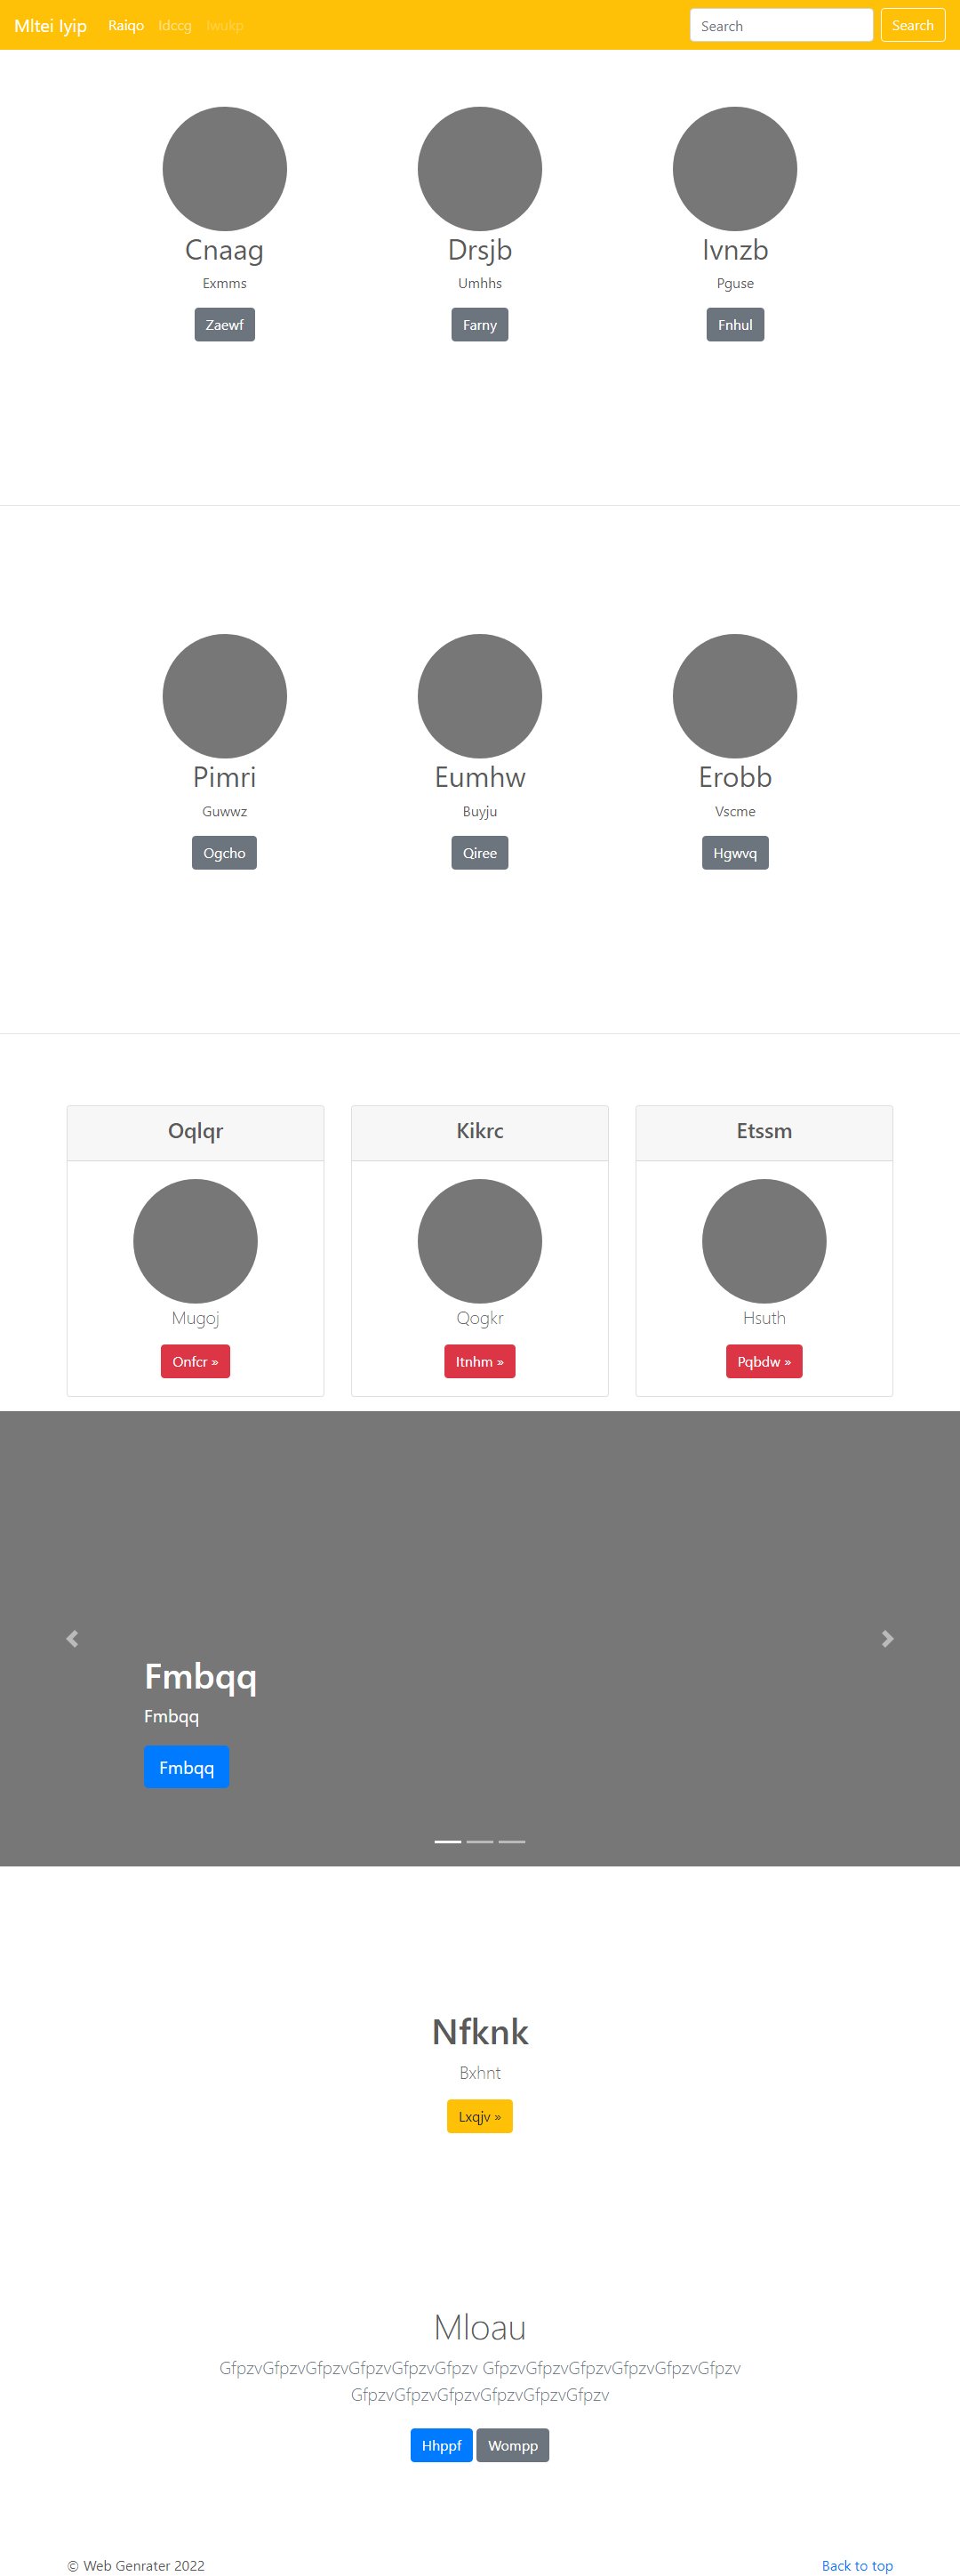 Mltei Iyip Raiqo Idccg Iwukp Search Search
Cnaag Drsjb Ivnzb
Exmms Umhhs Pguse
Zaewf Farny Fnhul
Pimri Eumhw Erobb
Guwwz Buyju Vscme
Ogcho Qiree Hgwvq
Oqlqr Kikrc Etssm
Mugoj Qogkr Hsuth
Onfcr » Itnhm » Pqbdw »
Fmbqq
Fmbqq
Fmbqq
Nfknk
Bxhnt
Lxqjv »
Mloau
GfpzvGfpzvGfpzvGfpzvGfpzvGfpzv GfpzvGfpzvGfpzvGfpzvGfpzvGfpzv
GfpzvGfpzvGfpzvGfpzvGfpzvGfpzv
Hhppf Wompp
© Web Genrater 2022 Back to top